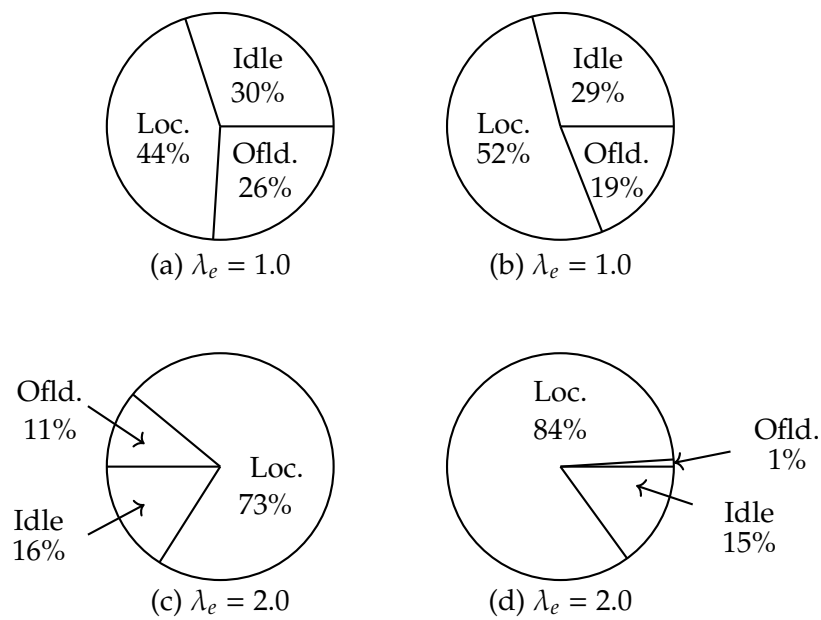 Idle
30%
Loc.
44%
Ofld.
26%
(a) λₑ = 1.0
Idle
29%
Loc.
52%
Ofld.
19%
(b) λₑ = 1.0
Ofld.
11%
Loc.
73%
Idle
16%
(c) λₑ = 2.0
Loc.
84%
Ofld.
1%
Idle
15%
(d) λₑ = 2.0